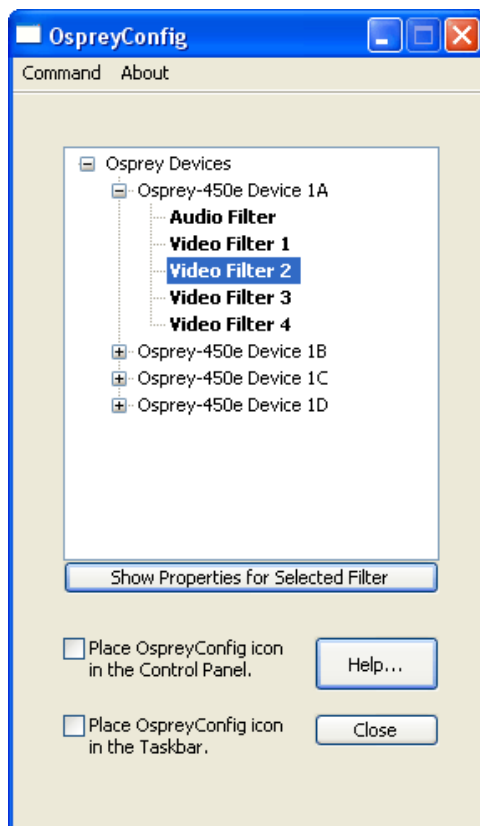 OspreyConfig
Command About
Osprey Devices
Osprey-450e Device 1A
Audio Filter
Video Filter 1
Video Filter 2
Video Filter 3
Video Filter 4
Osprey-450e Device 1B
Osprey-450e Device 1C
Osprey-450e Device 1D
Show Properties for Selected Filter
Place OspreyConfig icon
in the Control Panel.
Help...
Place OspreyConfig icon
in the Taskbar.
Close